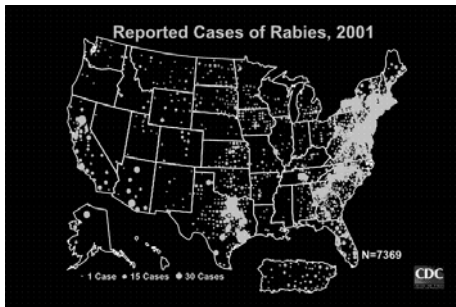 Reported Cases of Rabies, 2001
N=7369
1 Case
15 Cases
30 Cases
CDC